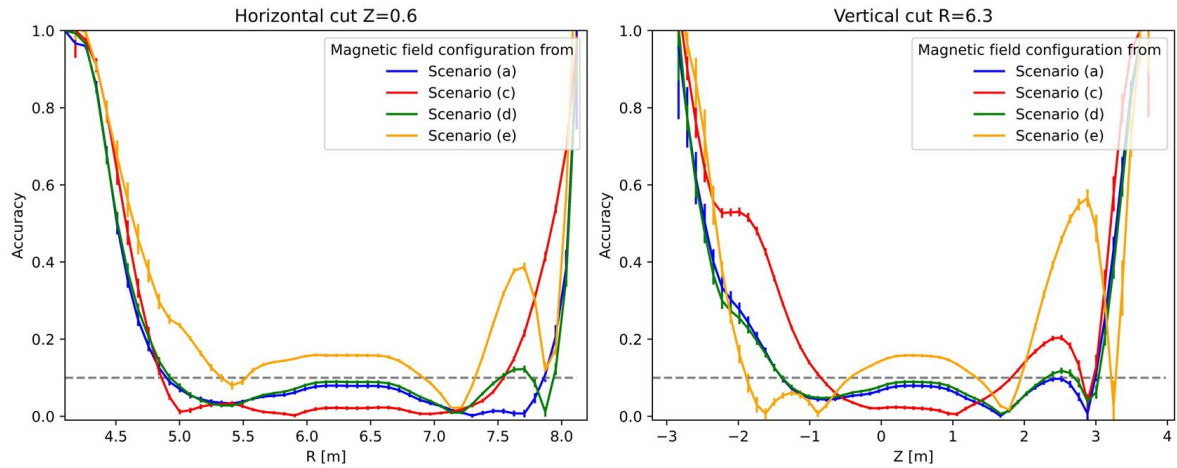 Horizontal cut Z=0.6
Accuracy
1.0
0.8
0.6
0.4
0.2
0.0
Magnetic field configuration from
Scenario (a)
Scenario (c)
Scenario (d)
Scenario (e)
4.5 5.0 5.5 6.0 6.5 7.0 7.5 8.0
R [m]
Vertical cut R=6.3
Accuracy
1.0
0.8
0.6
0.4
0.2
0.0
Magnetic field configuration from
Scenario (a)
Scenario (c)
Scenario (d)
Scenario (e)
−3 −2 −1 0 1 2 3 4
Z [m]